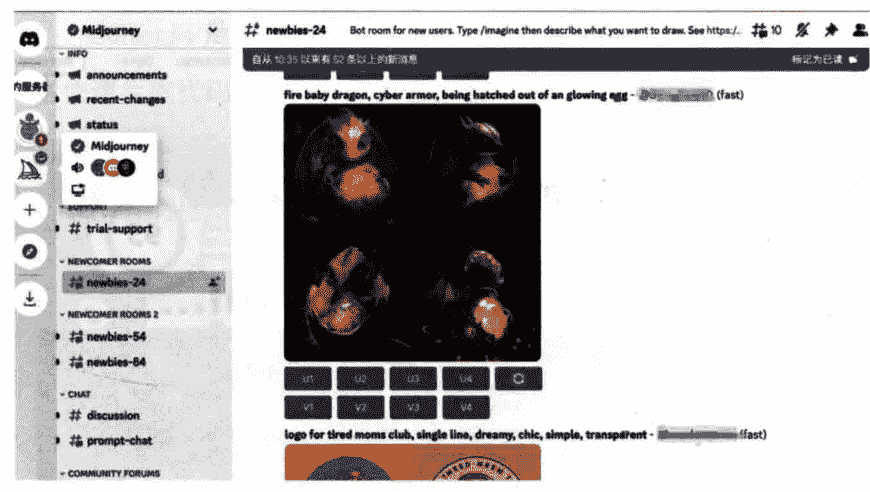 Midjourney
INFO
announcements
recent-changes
status
Midjourney
d
SUPPORT
trial-support
NEWCOMER ROOMS
newbies-24
NEWCOMER ROOMS 2
newbies-54
newbies-84
CHAT
discussion
prompt-chat
COMMUNITY FORUMS
newbies-24
Bot room for new users. Type /imagine then describe what you want to draw. See https:/..
10
自从 10:35 以来有 52 条以上的新消息
标记为已读
fire baby dragon, cyber armor, being hatched out of an glowing egg - (fast)
U1 U2 U3 U4
V1 V2 V3 V4
logo for tired moms club, single line, dreamy, chic, simple, transparent - (fast)